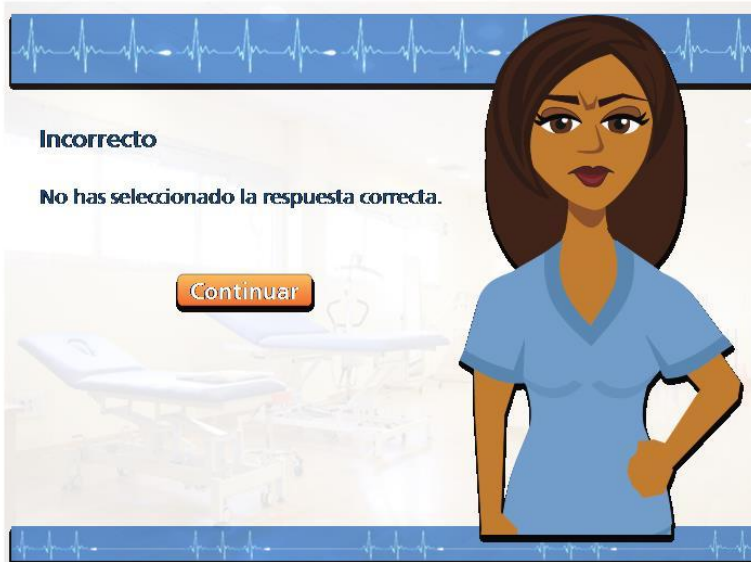 Incorrecto
No has seleccionado la respuesta correcta.
Continuar